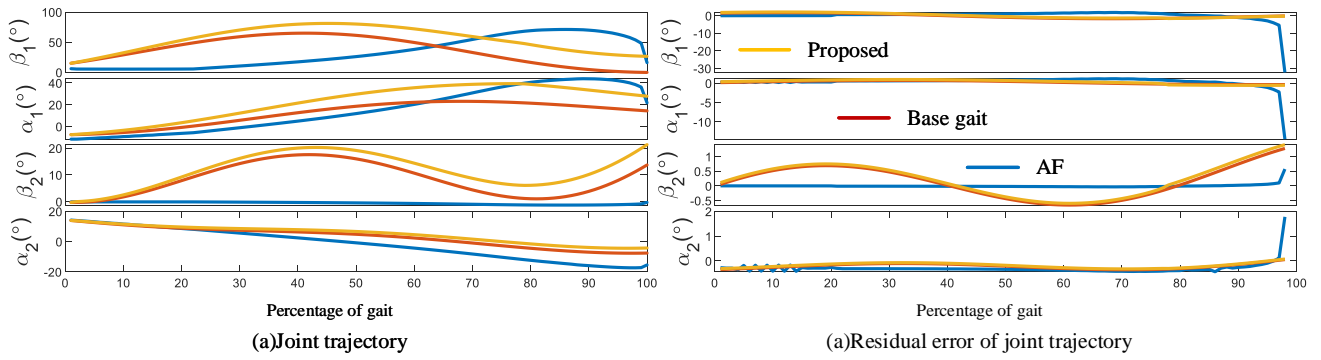 100
50
0
β1(°)
40
20
0
α1(°)
20
10
0
β2(°)
20
0
-20
α2(°)
10 20 30 40 50 60 70 80 90 100
Percentage of gait
(a)Joint trajectory
0
-10
-20
-30
β1(°)
Proposed
0
-5
-10
α1(°)
Base gait
1
0.5
0
-0.5
β2(°)
AF
2
1
0
α2(°)
0 10 20 30 40 50 60 70 80 90 100
Percentage of gait
(a)Residual error of joint trajectory